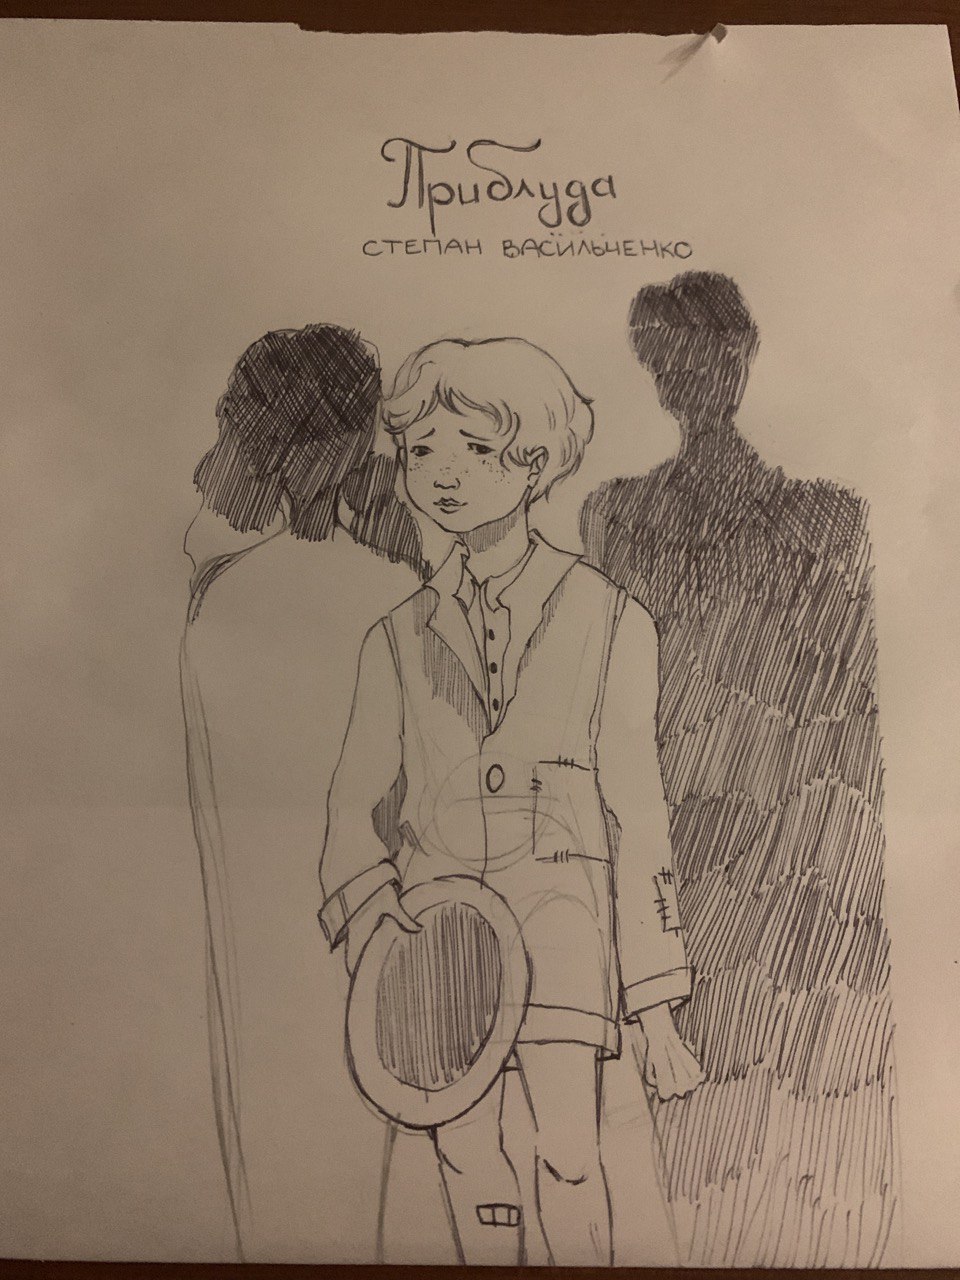 Приблуда
СТЕПАН ВАСИЛЬЧЕНКО